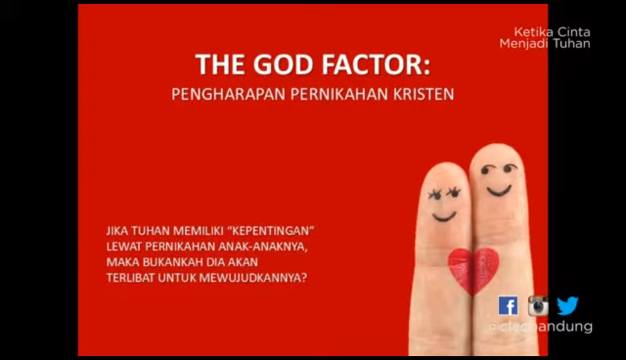 Ketika Cinta
Menjadi Tuhan
THE GOD FACTOR:
PENGHARAPAN PERNIKAHAN KRISTEN
JIKA TUHAN MEMILIKI “KEPENTINGAN”
LEWAT PERNIKAHAN ANAK-ANAKNYA,
MAKA BUKANKAH DIA AKAN
TERLIBAT UNTUK MEWUJUDKANNYA?
@clecbandung